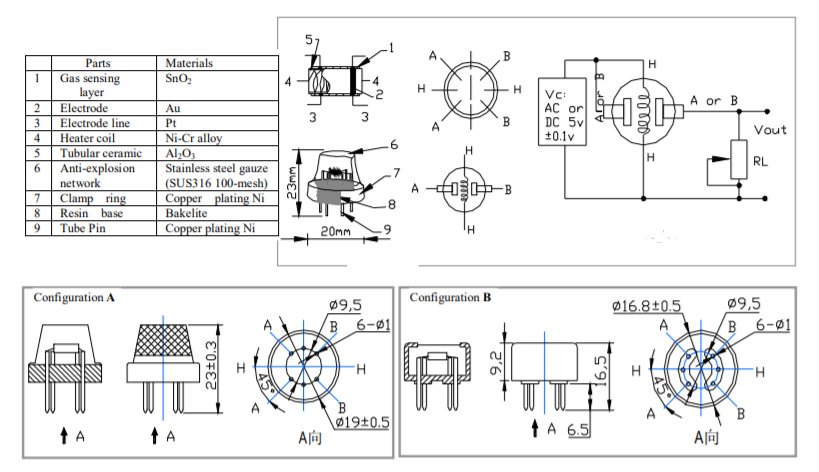 Parts Materials
1 Gas sensing layer SnO₂
2 Electrode Au
3 Electrode line Pt
4 Heater coil Ni-Cr alloy
5 Tubular ceramic Al₂O₃
6 Anti-explosion network Stainless steel gauze (SUS316 100-mesh)
7 Clamp ring Copper plating Ni
8 Resin base Bakelite
9 Tube Pin Copper plating Ni
5
1
4
4
2
3
3
6
7
8
9
23mm
20mm
A
B
H
H
A
B
H
A
B
H
Vc:
AC or
DC 5v
±0.1v
A or B
H
A or B
H
Vout
RL
Configuration A
23±0.3
A
A
ø9,5
6-ø1
A
B
H
H
45°
A
B
ø19±0.5
A向
Configuration B
9,2
16,5
6.5
A
ø16.8±0.5
ø9,5
6-ø1
A
B
H
H
45°
A
B
A向